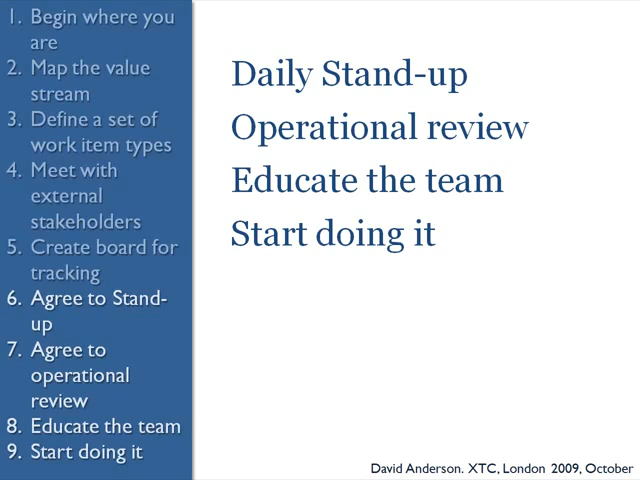 1. Begin where you
are
2. Map the value
stream
3. Define a set of
work item types
4. Meet with
external
stakeholders
5. Create board for
tracking
6. Agree to Stand-
up
7. Agree to
operational
review
8. Educate the team
9. Start doing it
Daily Stand-up
Operational review
Educate the team
Start doing it
David Anderson. XTC, London 2009, October